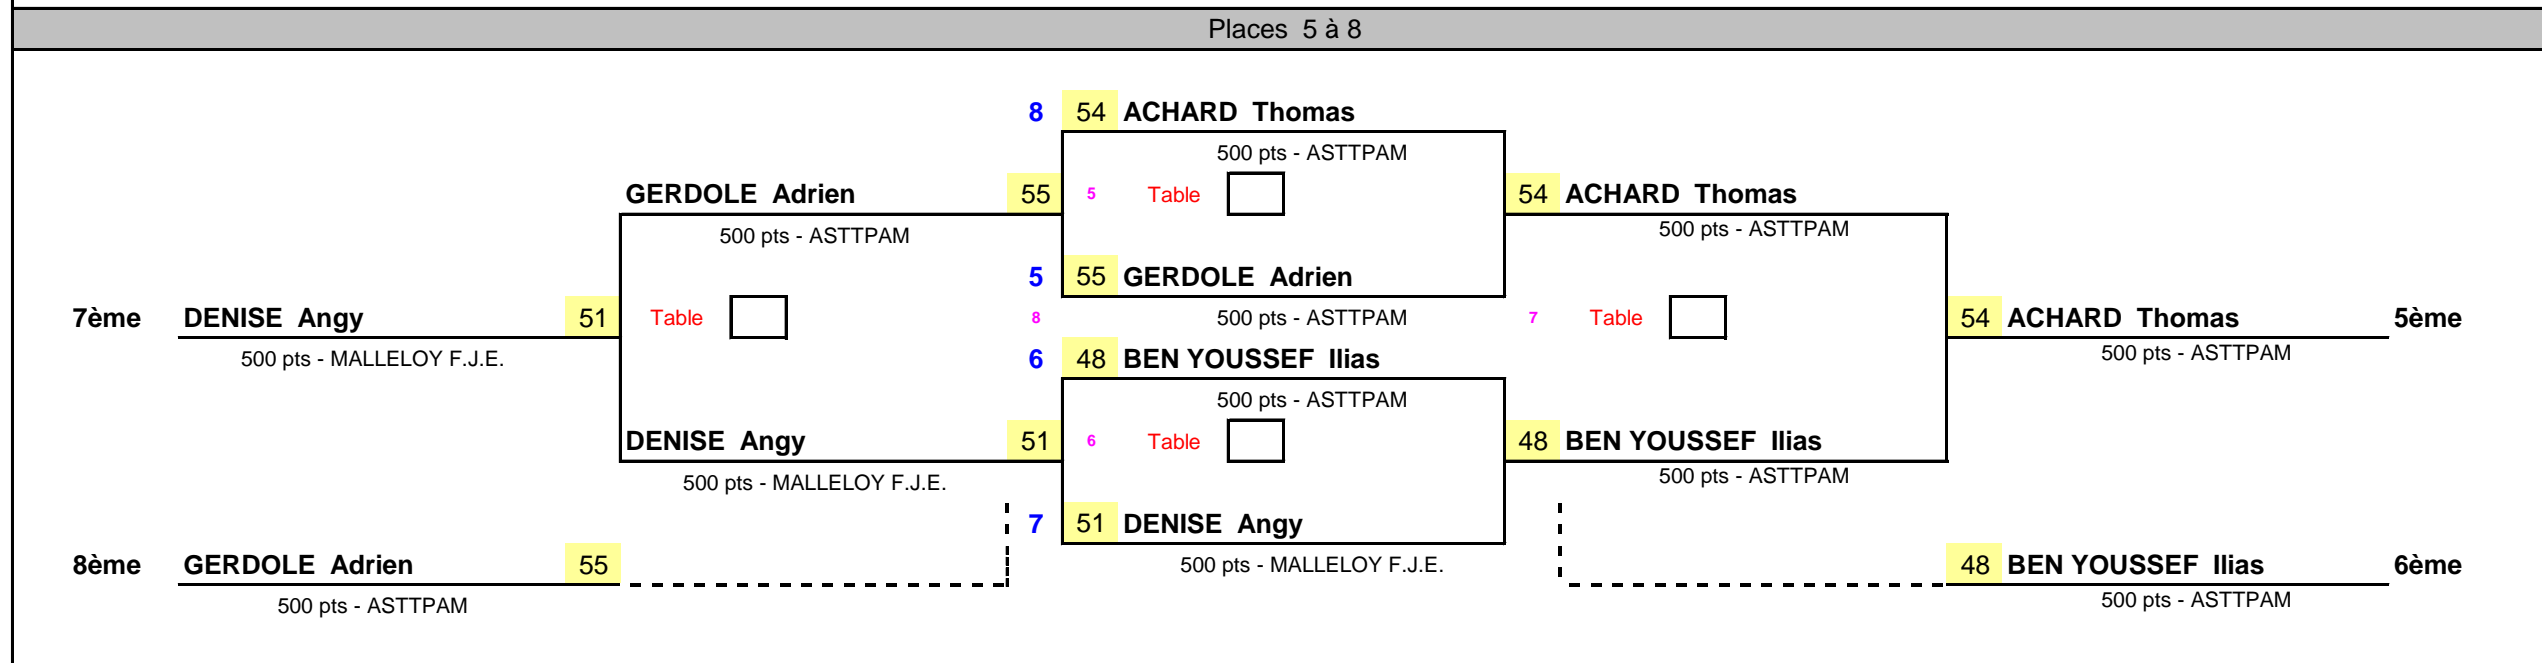 Places 5 à 8
8 54 ACHARD Thomas
500 pts - ASTTPAM
GERDOLE Adrien 55 5 Table 54 ACHARD Thomas
500 pts - ASTTPAM 500 pts - ASTTPAM
5 55 GERDOLE Adrien
7ème DENISE Angy 51 Table 8 500 pts - ASTTPAM 7 Table 54 ACHARD Thomas 5ème
500 pts - MALLELOY F.J.E. 6 48 BEN YOUSSEF Ilias 500 pts - ASTTPAM
500 pts - ASTTPAM
DENISE Angy 51 6 Table 48 BEN YOUSSEF Ilias
500 pts - MALLELOY F.J.E. 500 pts - ASTTPAM
7 51 DENISE Angy
8ème GERDOLE Adrien 55 500 pts - MALLELOY F.J.E. 48 BEN YOUSSEF Ilias 6ème
500 pts - ASTTPAM 500 pts - ASTTPAM